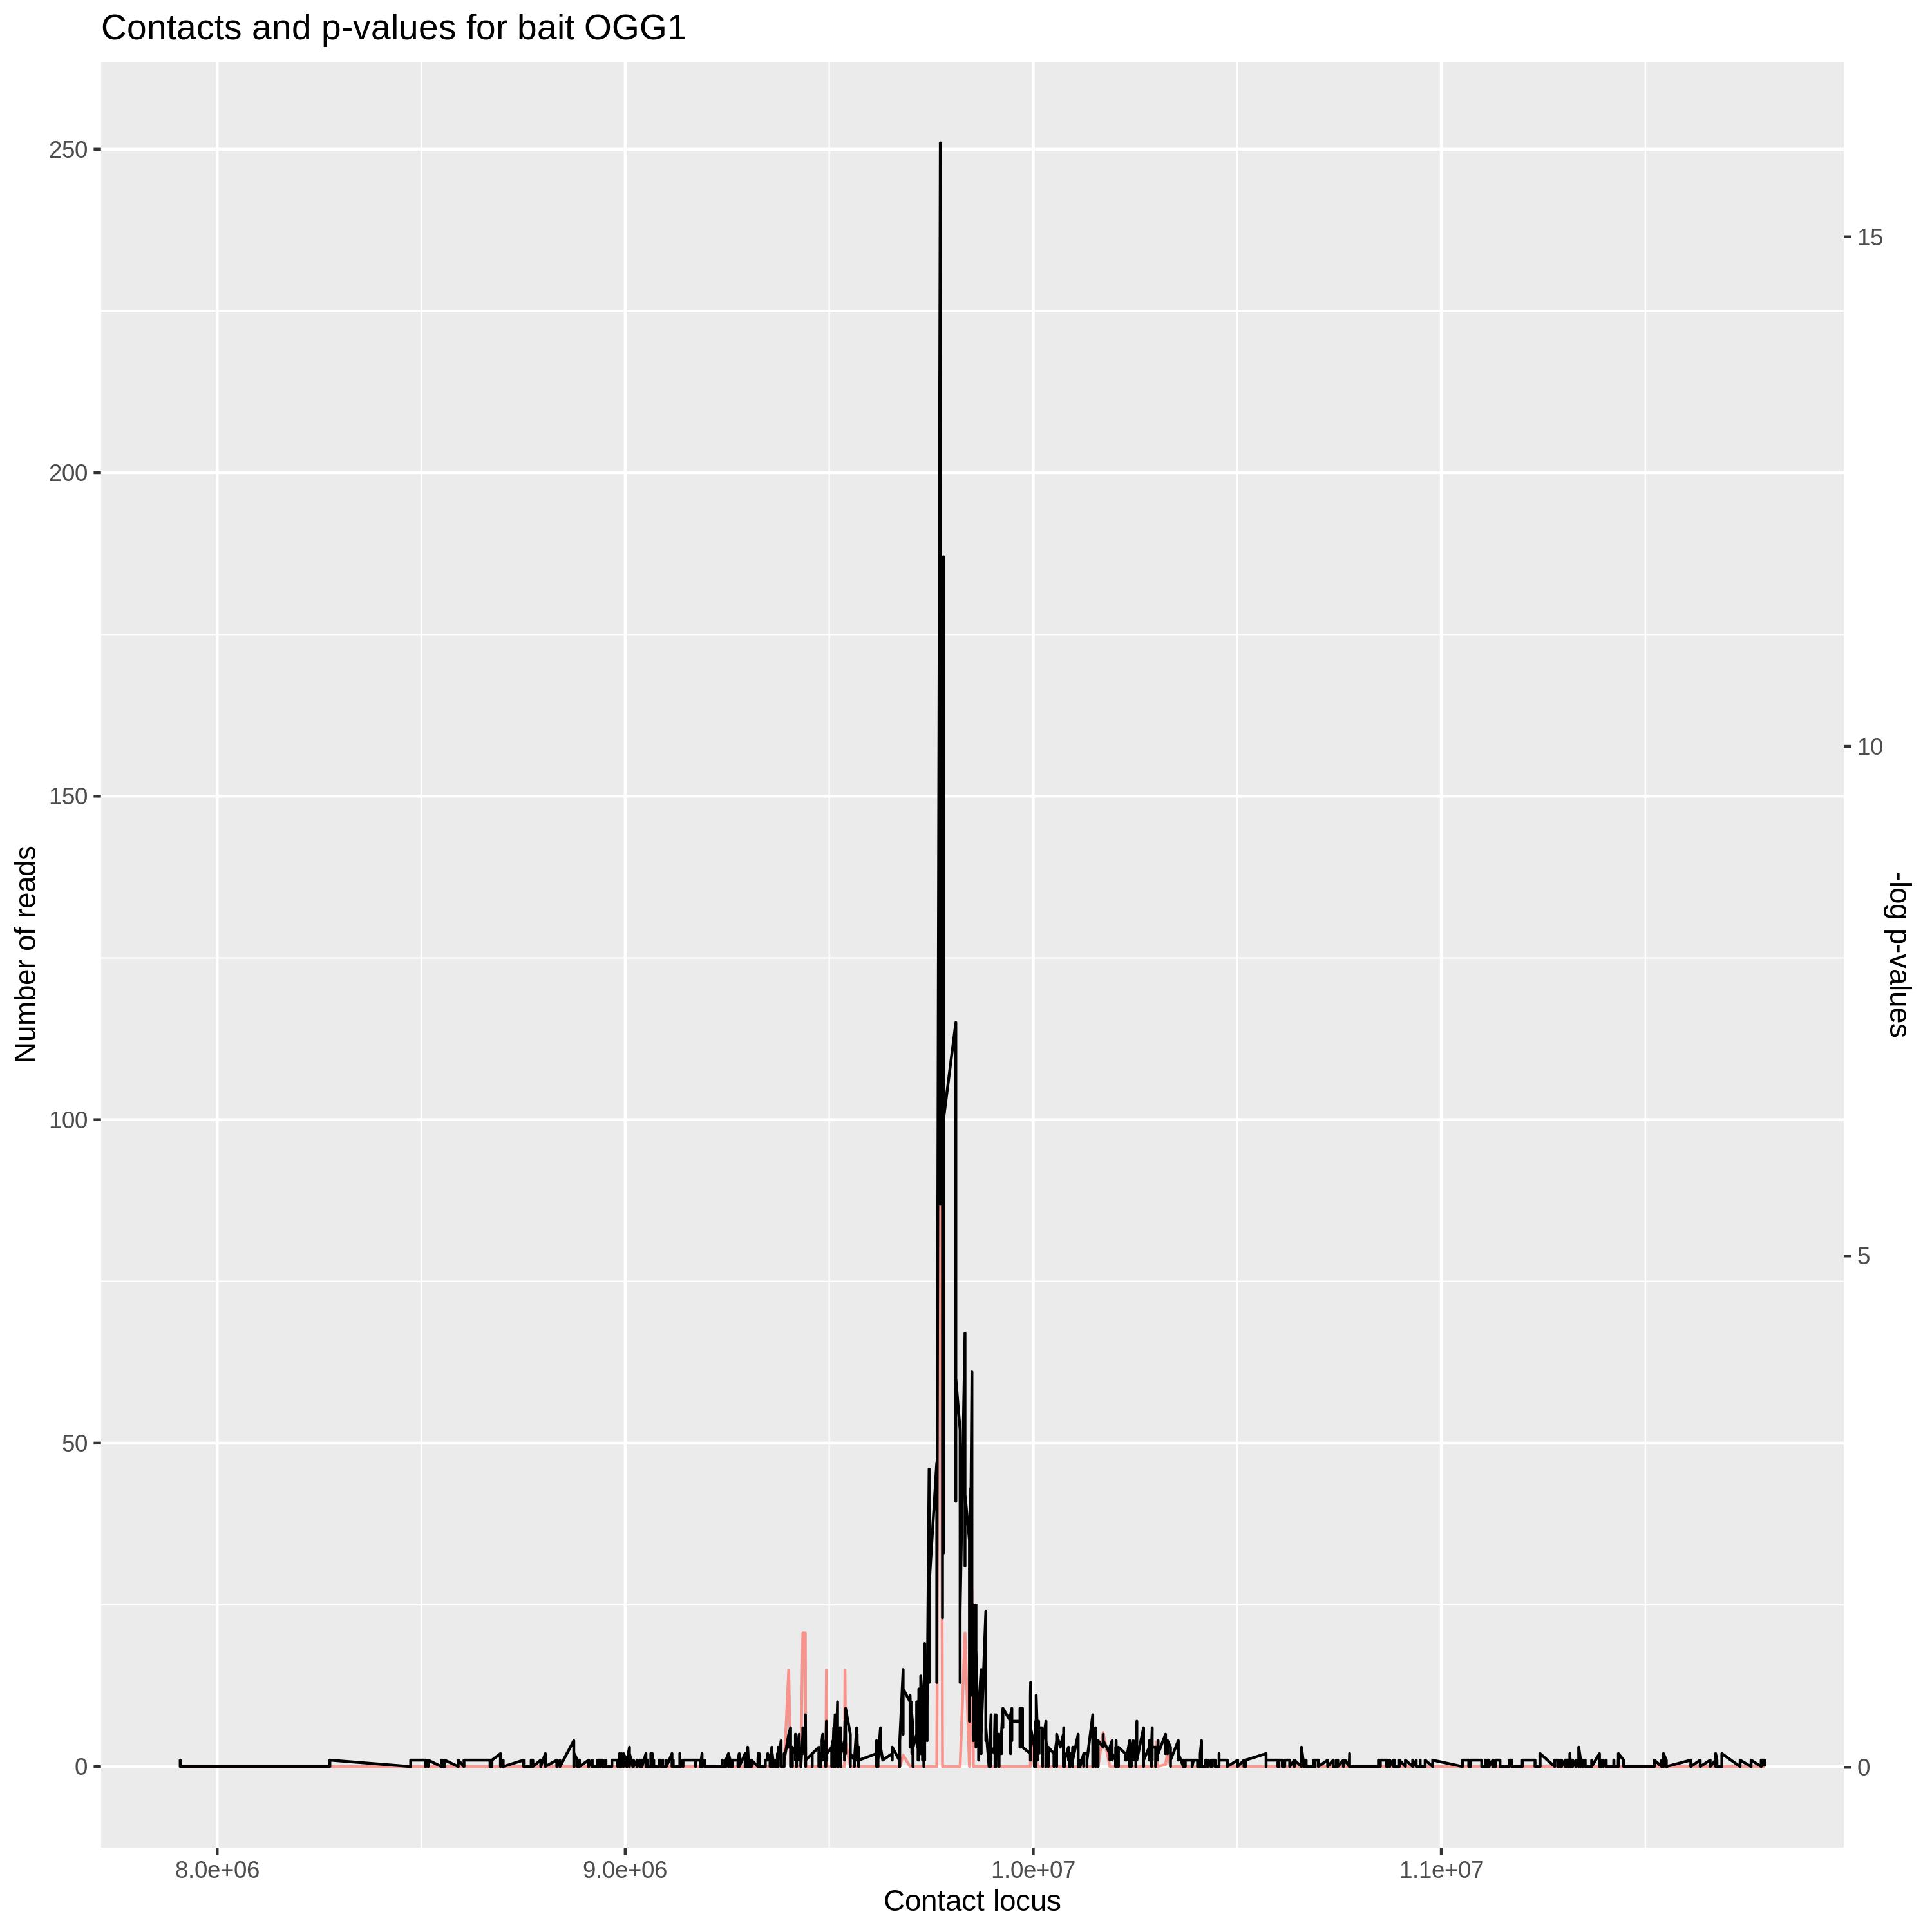 Contacts and p-values for bait OGG1
250
200
150
100
50
0
Number of reads
15
10
5
0
-log p-values
8.0e+06
9.0e+06
1.0e+07
1.1e+07
Contact locus